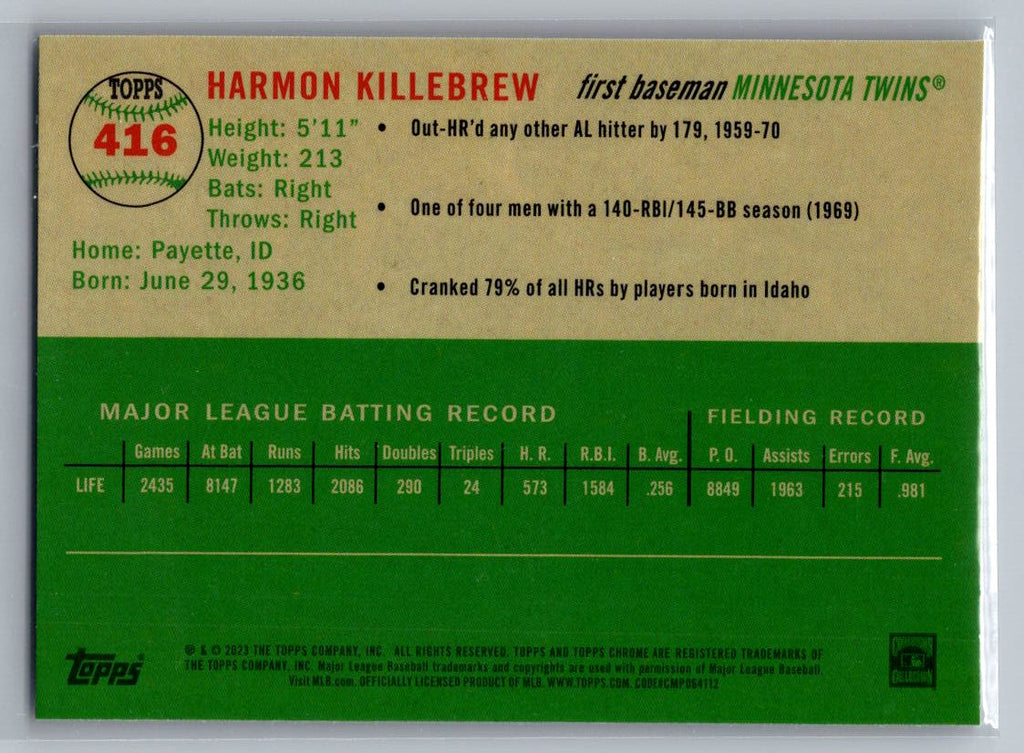 TOPPS
416
HARMON KILLEBREW first baseman MINNESOTA TWINS®
Height: 5'11"
Weight: 213
Bats: Right
Throws: Right
Home: Payette, ID
Born: June 29, 1936
• Out-HR'd any other AL hitter by 179, 1959-70
• One of four men with a 140-RBI/145-BB season (1969)
• Cranked 79% of all HRs by players born in Idaho
MAJOR LEAGUE BATTING RECORD FIELDING RECORD
Games At Bat Runs Hits Doubles Triples H. R. R.B.I. B. Avg. P. O. Assists Errors F. Avg.
LIFE 2435 8147 1283 2086 290 24 573 1584 .256 8849 1963 215 .981
topps®
® & © 2023 THE TOPPS COMPANY, INC. ALL RIGHTS RESERVED. TOPPS AND TOPPS CHROME ARE REGISTERED TRADEMARKS OF
THE TOPPS COMPANY, INC. Major League Baseball trademarks and copyrights are used with permission of Major League Baseball.
Visit MLB.com. OFFICIALLY LICENSED PRODUCT OF MLB. WWW.TOPPS.COM. CODE#CMP064112